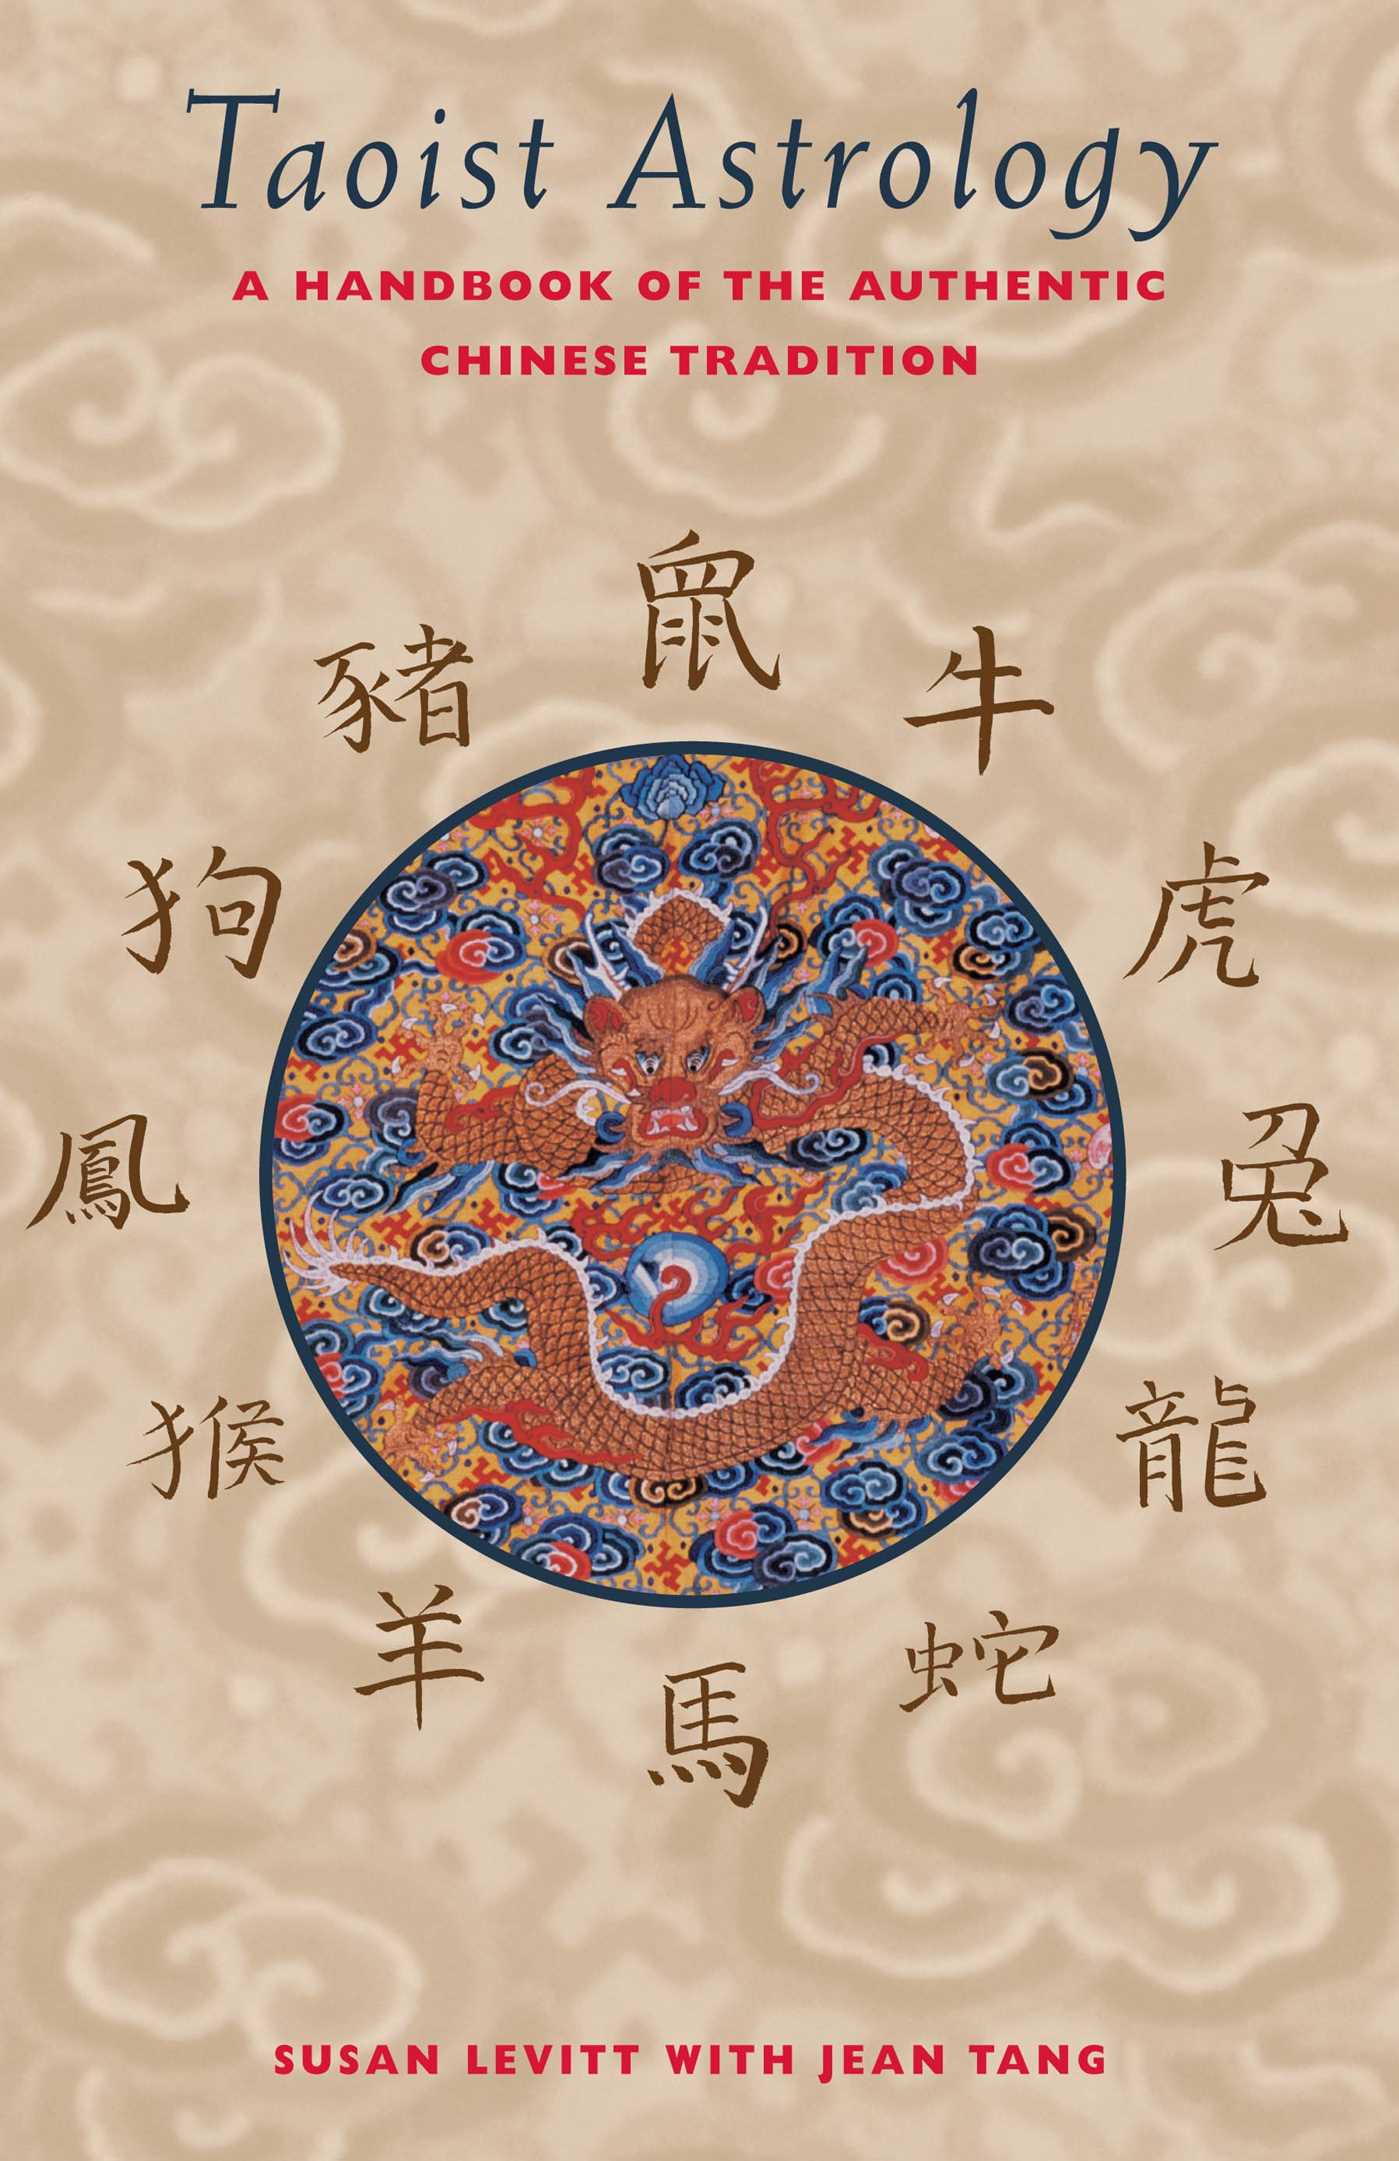 Taoist Astrology
A HANDBOOK OF THE AUTHENTIC
CHINESE TRADITION
鼠
牛
虎
兔
龍
蛇
馬
羊
猴
鳳
狗
豬
SUSAN LEVITT WITH JEAN TANG